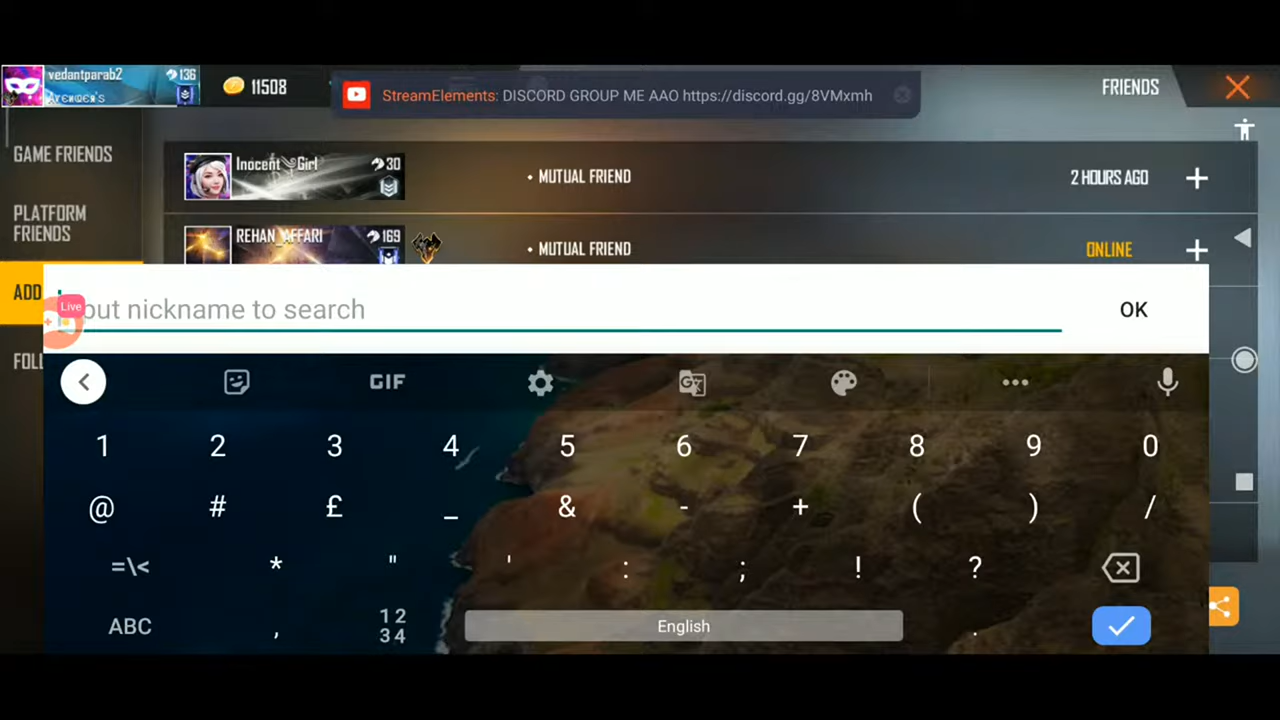 vedantparab2
136
AVENGER's
11508
StreamElements: DISCORD GROUP ME AAO https://discord.gg/8VMxmh
FRIENDS
GAME FRIENDS
PLATFORM
FRIENDS
ADD
FOLL
Inocent Girl
30
• MUTUAL FRIEND
2 HOURS AGO
REHAN_AFFARI
169
• MUTUAL FRIEND
ONLINE
Live
put nickname to search
OK
GIF
1 2 3 4 5 6 7 8 9 0
@ # £ _ & - + ( ) /
=\< * " ' : ; ! ?
ABC , 12 English .
34